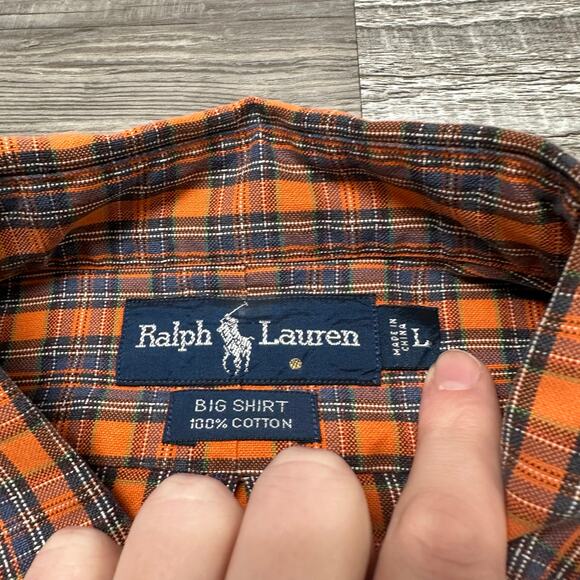 Ralph Lauren
MADE IN
CHINA
L
BIG SHIRT
100% COTTON